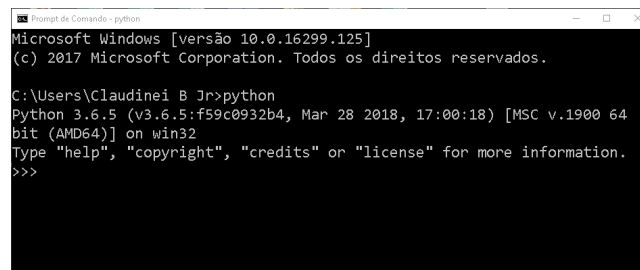 Prompt de Comando - python
Microsoft Windows [versão 10.0.16299.125]
(c) 2017 Microsoft Corporation. Todos os direitos reservados.
C:\Users\Claudinei B Jr>python
Python 3.6.5 (v3.6.5:f59c0932b4, Mar 28 2018, 17:00:18) [MSC v.1900 64
bit (AMD64)] on win32
Type "help", "copyright", "credits" or "license" for more information.
>>>